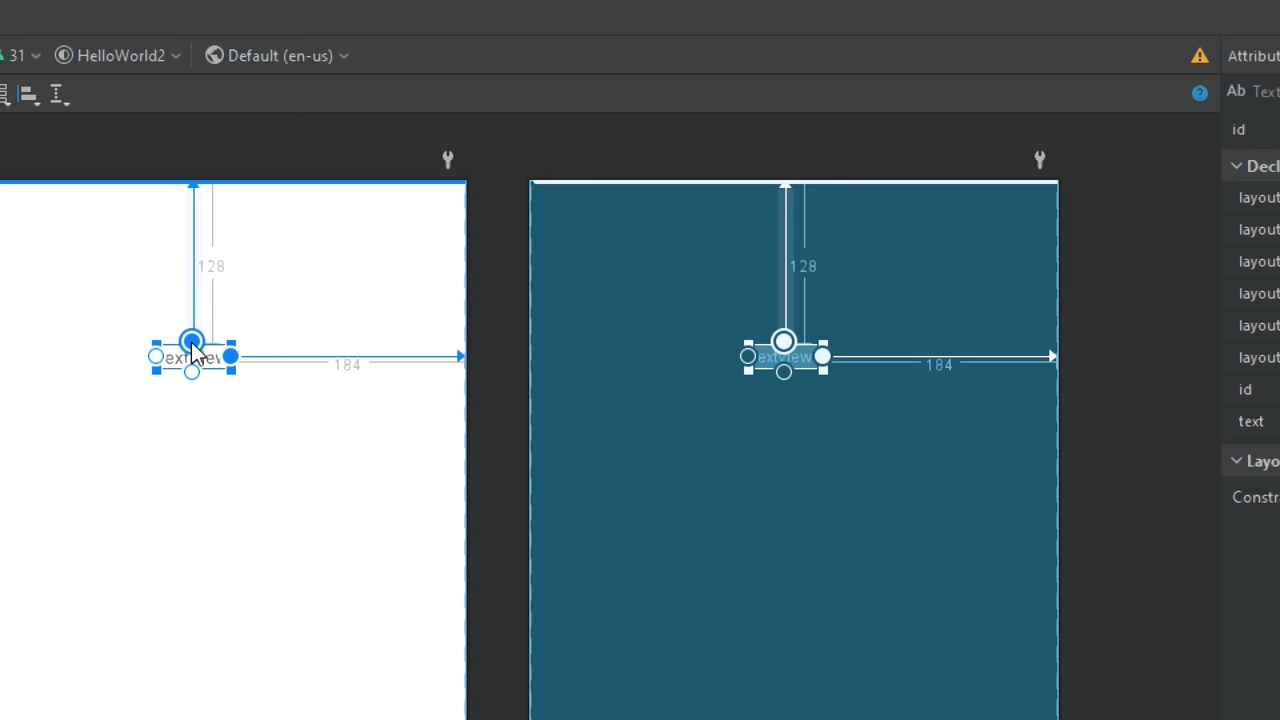 31 HelloWorld2 Default (en-us) Attribut
Ab Text
id
Decl
layout
layout
layout
layout
layout
layout
id
text
Layo
Constr
128
184
128
extView
184